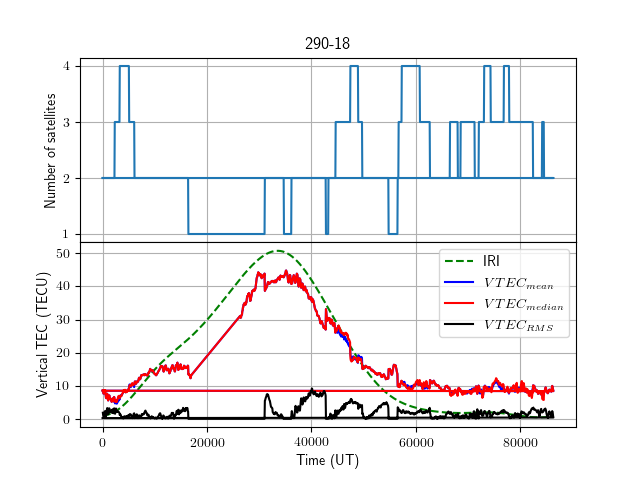 290-18
4
3
2
1
Number of satellites
50
40
30
20
10
0
Vertical TEC (TECU)
IRI
VTEC_mean
VTEC_median
VTEC_RMS
0 20000 40000 60000 80000
Time (UT)